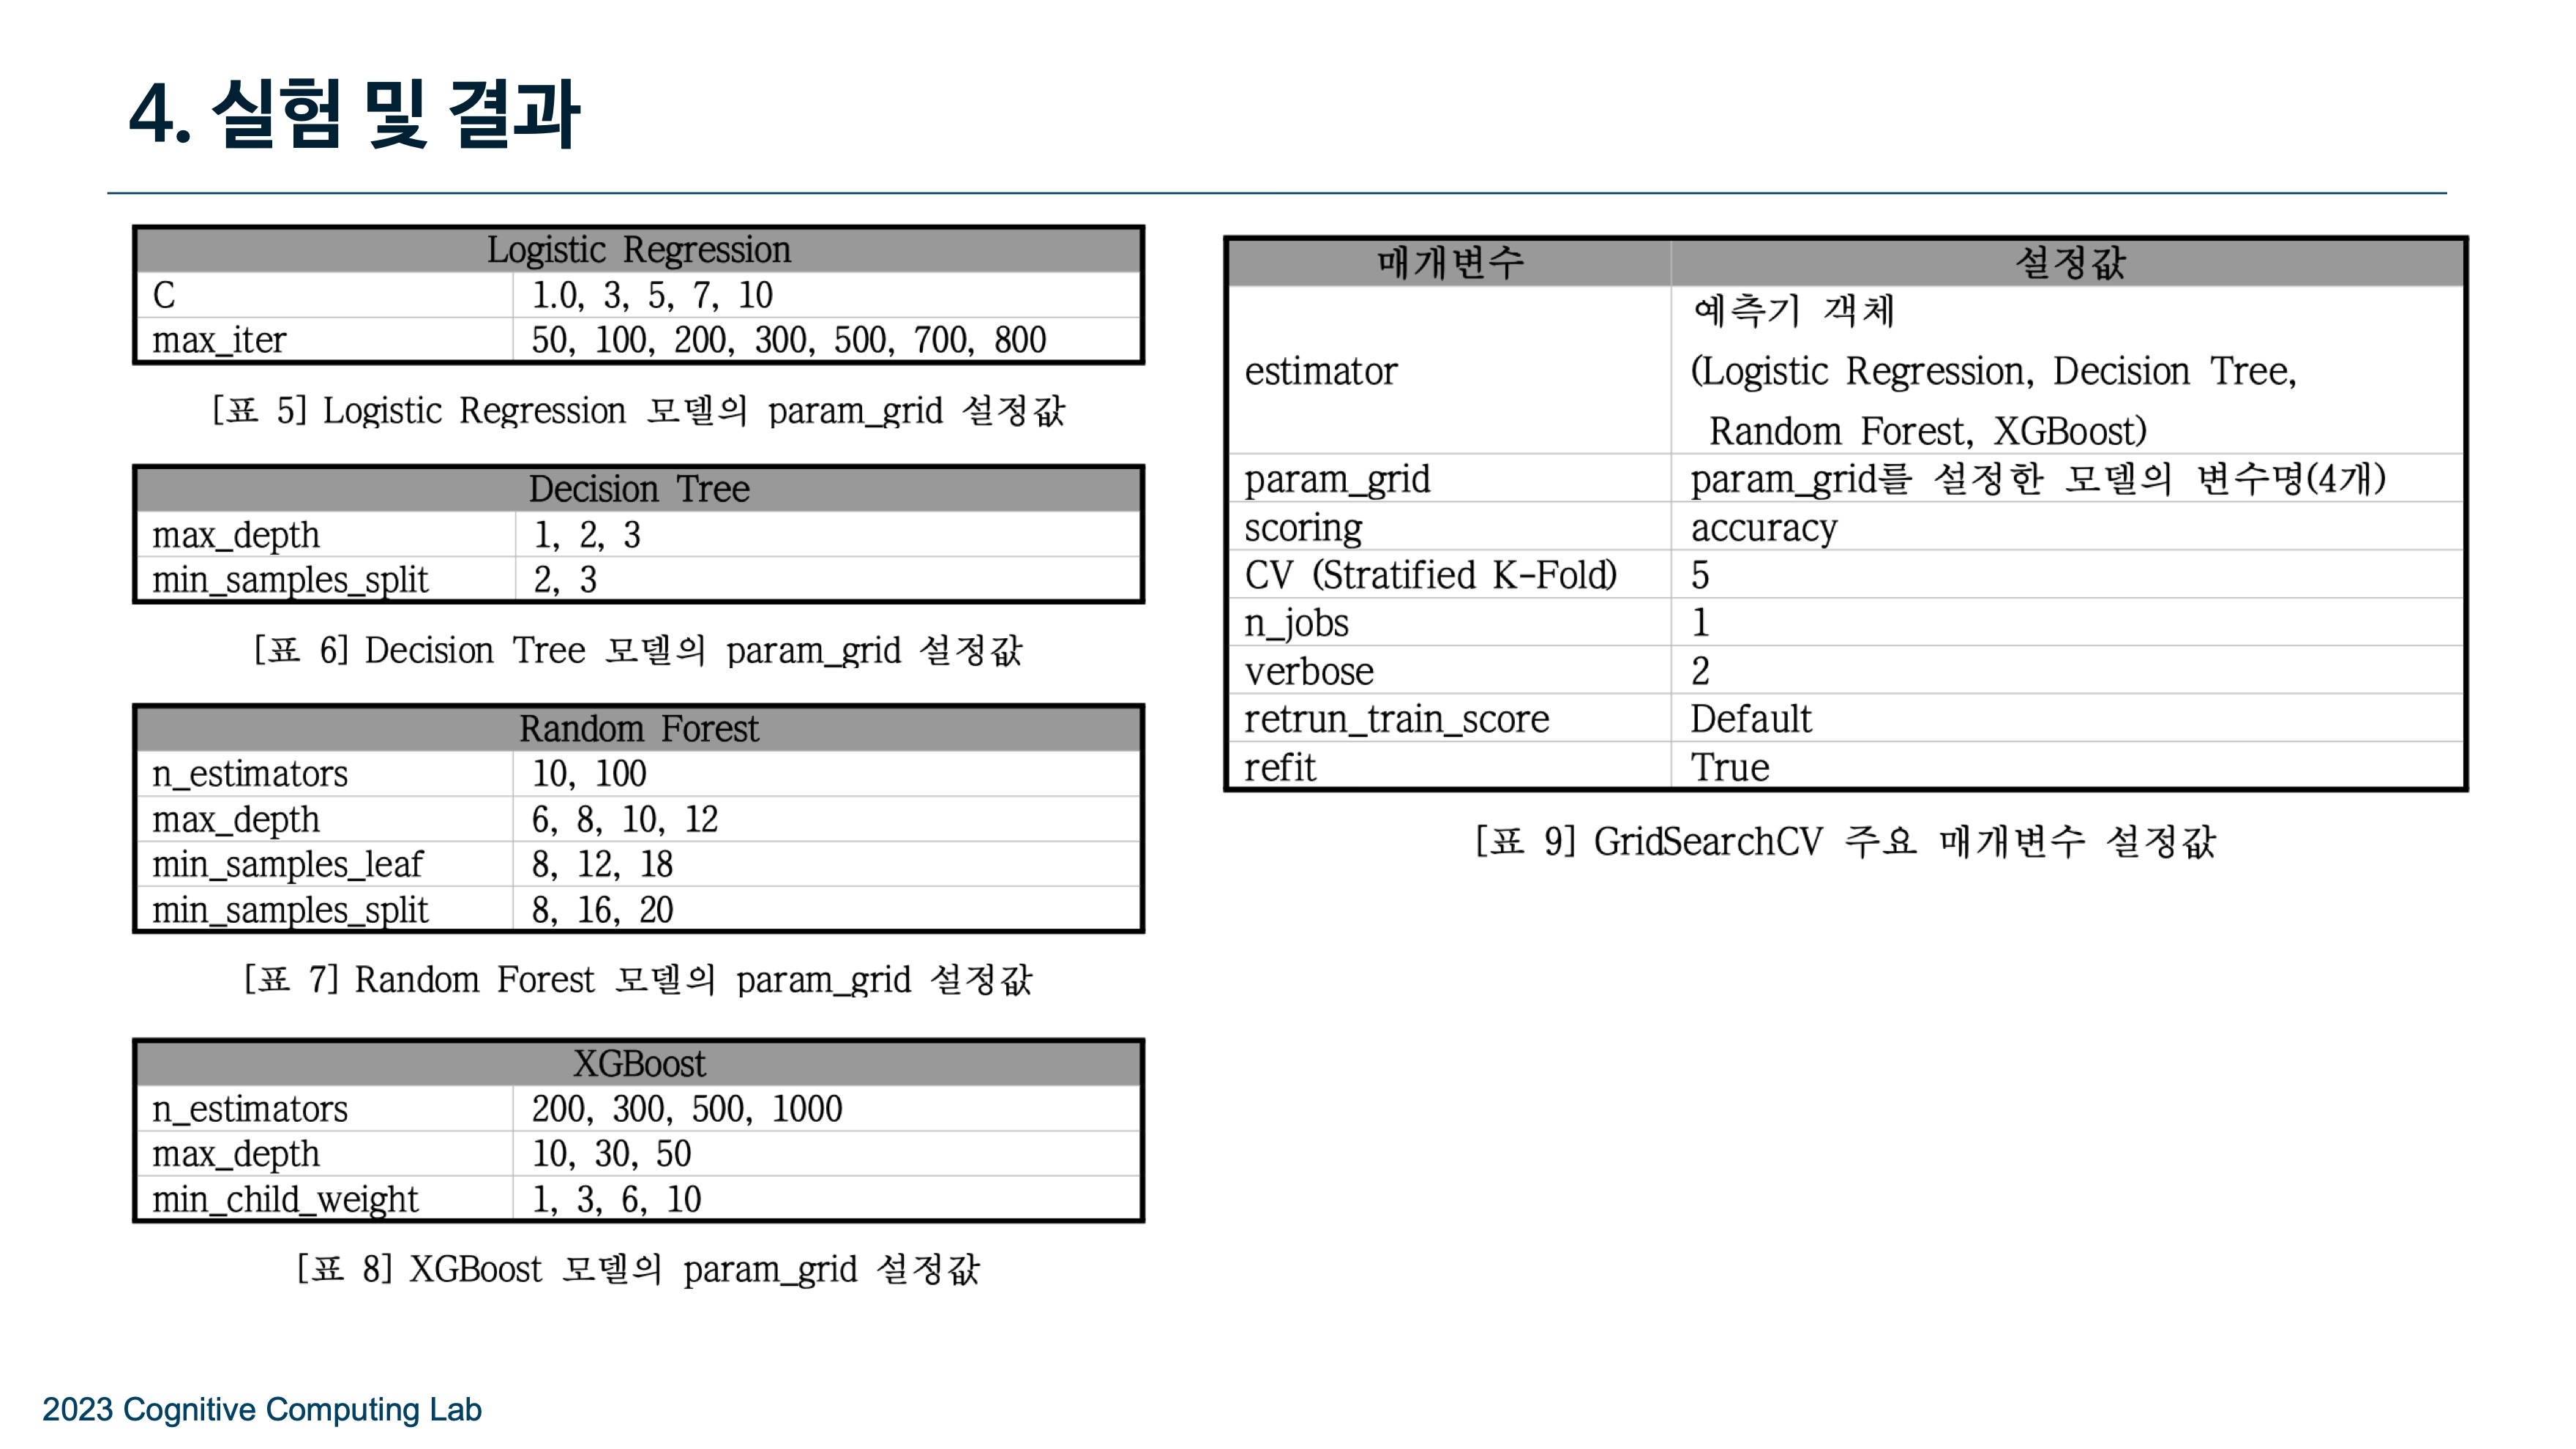 4. 실험 및 결과
Logistic Regression
C 1.0, 3, 5, 7, 10
max_iter 50, 100, 200, 300, 500, 700, 800
[표 5] Logistic Regression 모델의 param_grid 설정값
Decision Tree
max_depth 1, 2, 3
min_samples_split 2, 3
[표 6] Decision Tree 모델의 param_grid 설정값
Random Forest
n_estimators 10, 100
max_depth 6, 8, 10, 12
min_samples_leaf 8, 12, 18
min_samples_split 8, 16, 20
[표 7] Random Forest 모델의 param_grid 설정값
XGBoost
n_estimators 200, 300, 500, 1000
max_depth 10, 30, 50
min_child_weight 1, 3, 6, 10
[표 8] XGBoost 모델의 param_grid 설정값
매개변수 설정값
예측기 객체
estimator (Logistic Regression, Decision Tree,
Random Forest, XGBoost)
param_grid param_grid를 설정한 모델의 변수명(4개)
scoring accuracy
CV (Stratified K-Fold) 5
n_jobs 1
verbose 2
retrun_train_score Default
refit True
[표 9] GridSearchCV 주요 매개변수 설정값
2023 Cognitive Computing Lab